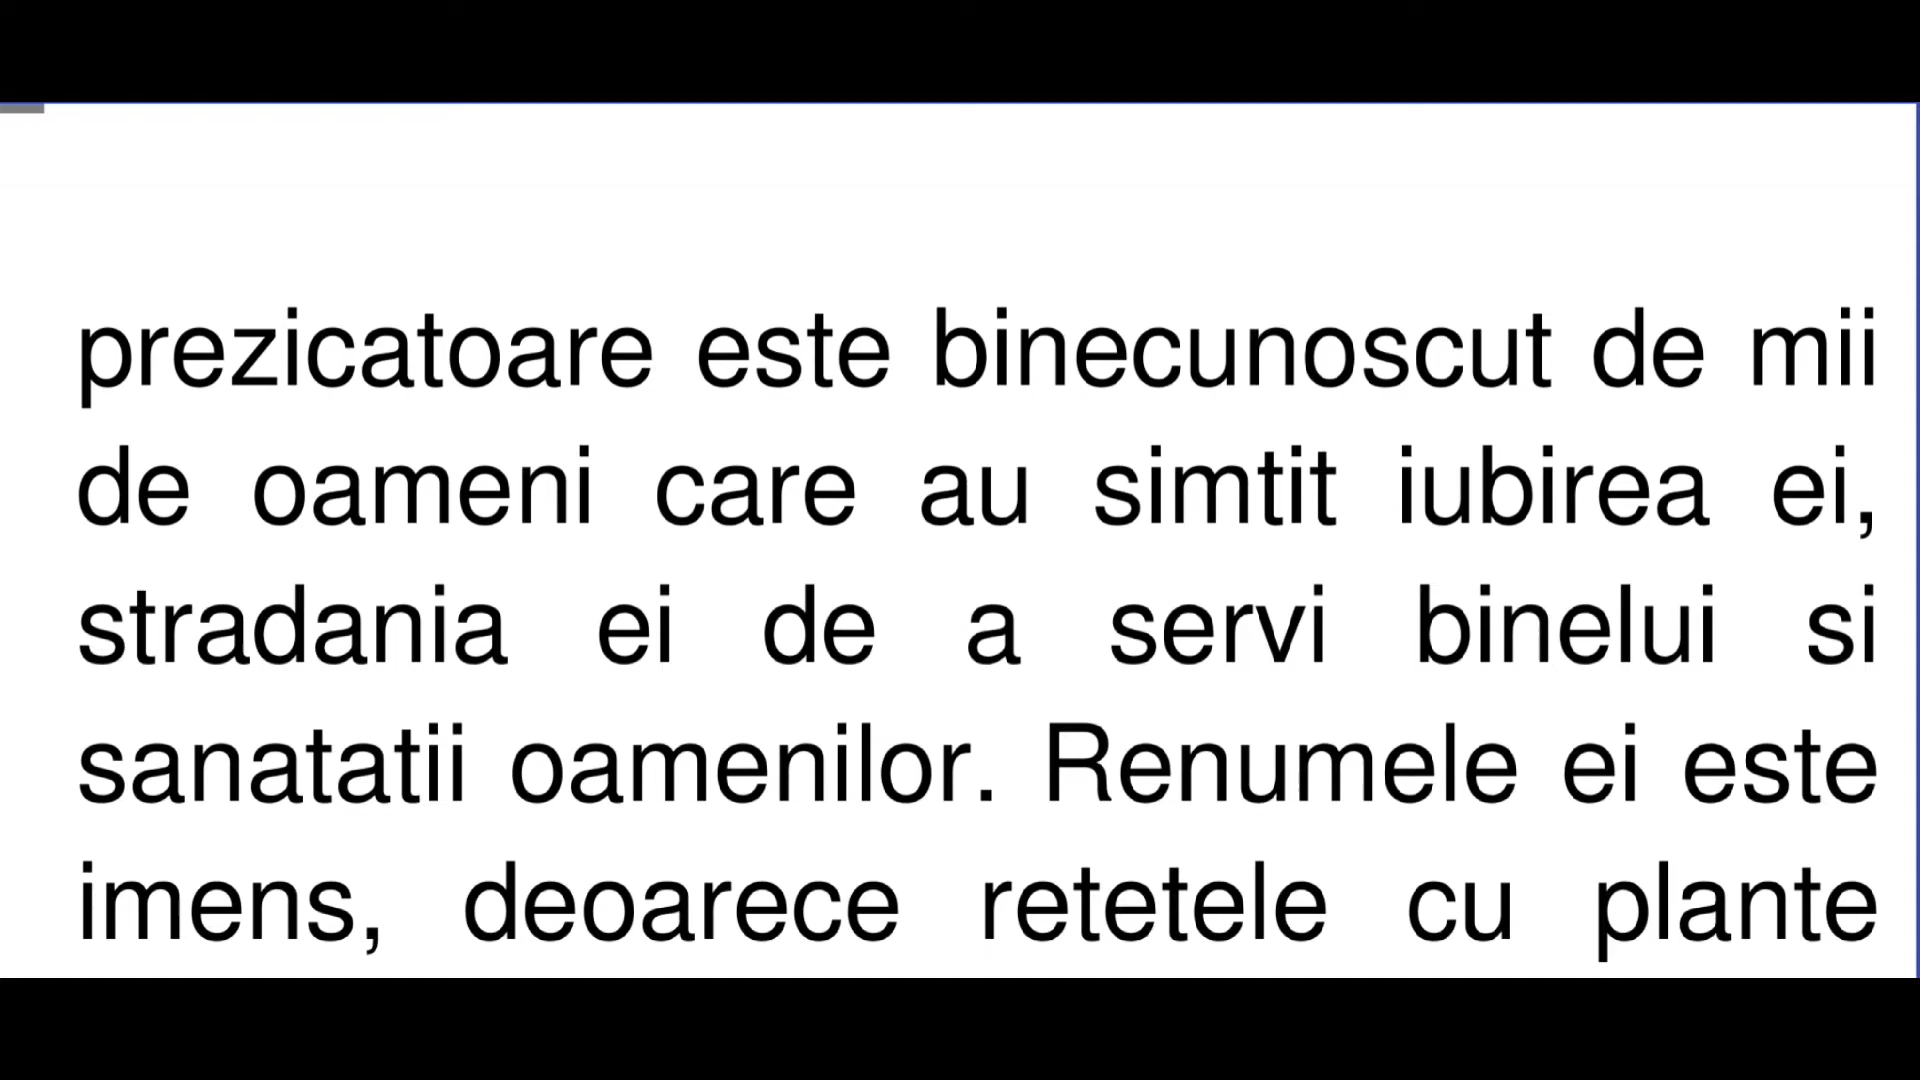 prezicatoare este binecunoscut de mii
de oameni care au simtit iubirea ei,
stradania ei de a servi binelui si
sanatatii oamenilor. Renumele ei este
imens, deoarece retetele cu plante